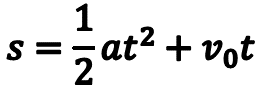 s = 1/2 at² + v₀t